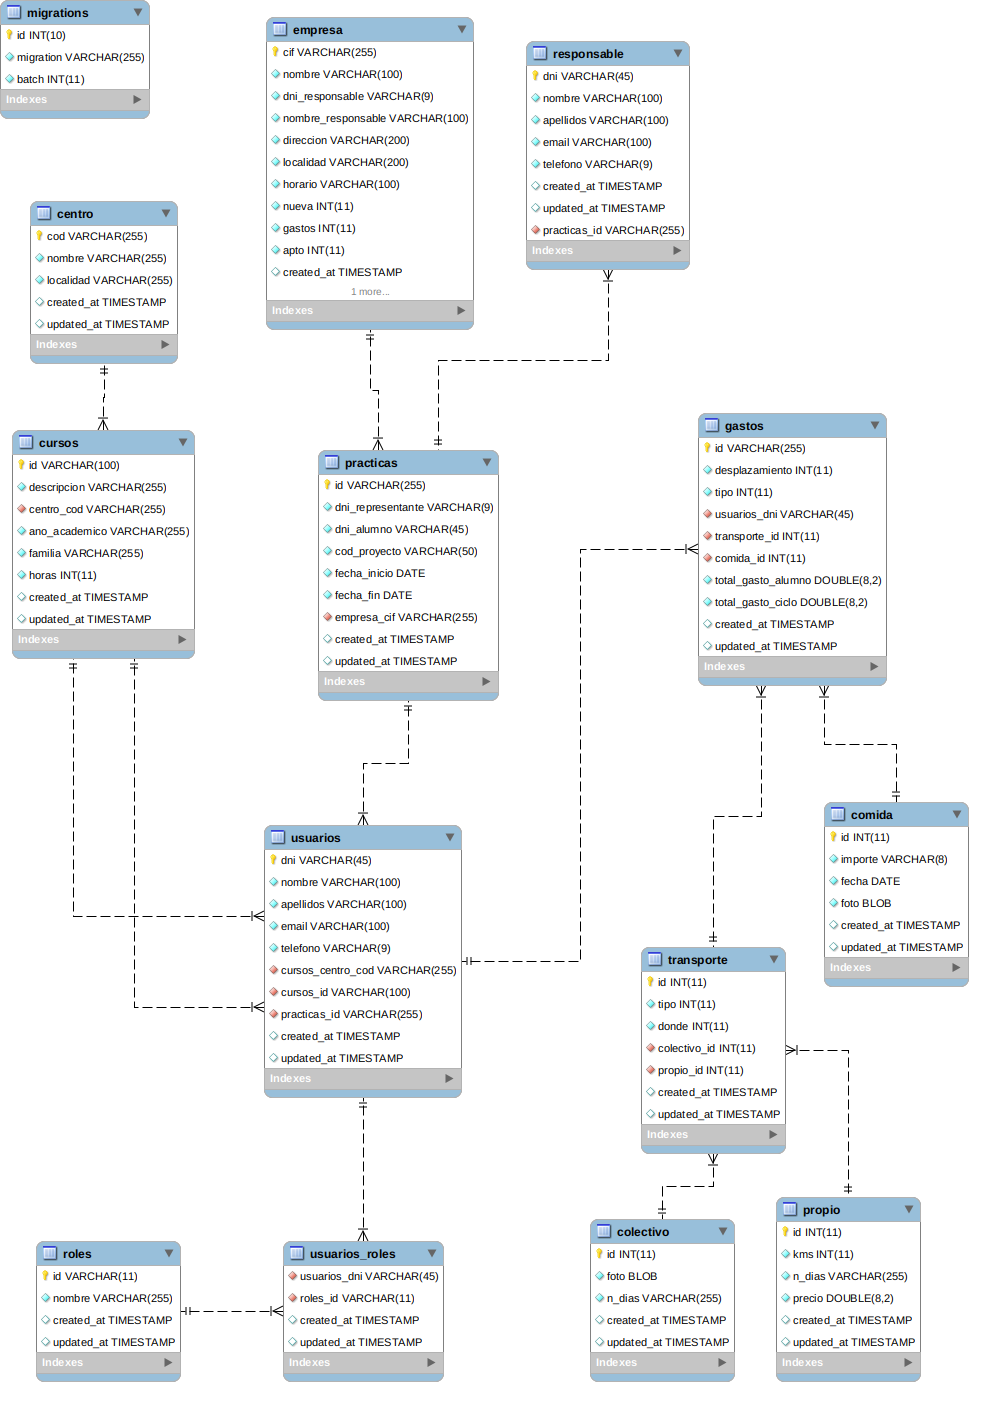 migrations
id INT(10)
migration VARCHAR(255)
batch INT(11)
Indexes
empresa
cif VARCHAR(255)
nombre VARCHAR(100)
dni_responsable VARCHAR(9)
nombre_responsable VARCHAR(100)
direccion VARCHAR(200)
localidad VARCHAR(200)
horario VARCHAR(100)
nueva INT(11)
gastos INT(11)
apto INT(11)
created_at TIMESTAMP
1 more...
Indexes
responsable
dni VARCHAR(45)
nombre VARCHAR(100)
apellidos VARCHAR(100)
email VARCHAR(100)
telefono VARCHAR(9)
created_at TIMESTAMP
updated_at TIMESTAMP
practicas_id VARCHAR(255)
Indexes
centro
cod VARCHAR(255)
nombre VARCHAR(255)
localidad VARCHAR(255)
created_at TIMESTAMP
updated_at TIMESTAMP
Indexes
cursos
id VARCHAR(100)
descripcion VARCHAR(255)
centro_cod VARCHAR(255)
ano_academico VARCHAR(255)
familia VARCHAR(255)
horas INT(11)
created_at TIMESTAMP
updated_at TIMESTAMP
Indexes
practicas
id VARCHAR(255)
dni_representante VARCHAR(9)
dni_alumno VARCHAR(45)
cod_proyecto VARCHAR(50)
fecha_inicio DATE
fecha_fin DATE
empresa_cif VARCHAR(255)
created_at TIMESTAMP
updated_at TIMESTAMP
Indexes
gastos
id VARCHAR(255)
desplazamiento INT(11)
tipo INT(11)
usuarios_dni VARCHAR(45)
transporte_id INT(11)
comida_id INT(11)
total_gasto_alumno DOUBLE(8,2)
total_gasto_ciclo DOUBLE(8,2)
created_at TIMESTAMP
updated_at TIMESTAMP
Indexes
usuarios
dni VARCHAR(45)
nombre VARCHAR(100)
apellidos VARCHAR(100)
email VARCHAR(100)
telefono VARCHAR(9)
cursos_centro_cod VARCHAR(255)
cursos_id VARCHAR(100)
practicas_id VARCHAR(255)
created_at TIMESTAMP
updated_at TIMESTAMP
Indexes
comida
id INT(11)
importe VARCHAR(8)
fecha DATE
foto BLOB
created_at TIMESTAMP
updated_at TIMESTAMP
Indexes
transporte
id INT(11)
tipo INT(11)
donde INT(11)
colectivo_id INT(11)
propio_id INT(11)
created_at TIMESTAMP
updated_at TIMESTAMP
Indexes
roles
id VARCHAR(11)
nombre VARCHAR(255)
created_at TIMESTAMP
updated_at TIMESTAMP
Indexes
usuarios_roles
usuarios_dni VARCHAR(45)
roles_id VARCHAR(11)
created_at TIMESTAMP
updated_at TIMESTAMP
Indexes
colectivo
id INT(11)
foto BLOB
n_dias VARCHAR(255)
created_at TIMESTAMP
updated_at TIMESTAMP
Indexes
propio
id INT(11)
kms INT(11)
n_dias VARCHAR(255)
precio DOUBLE(8,2)
created_at TIMESTAMP
updated_at TIMESTAMP
Indexes